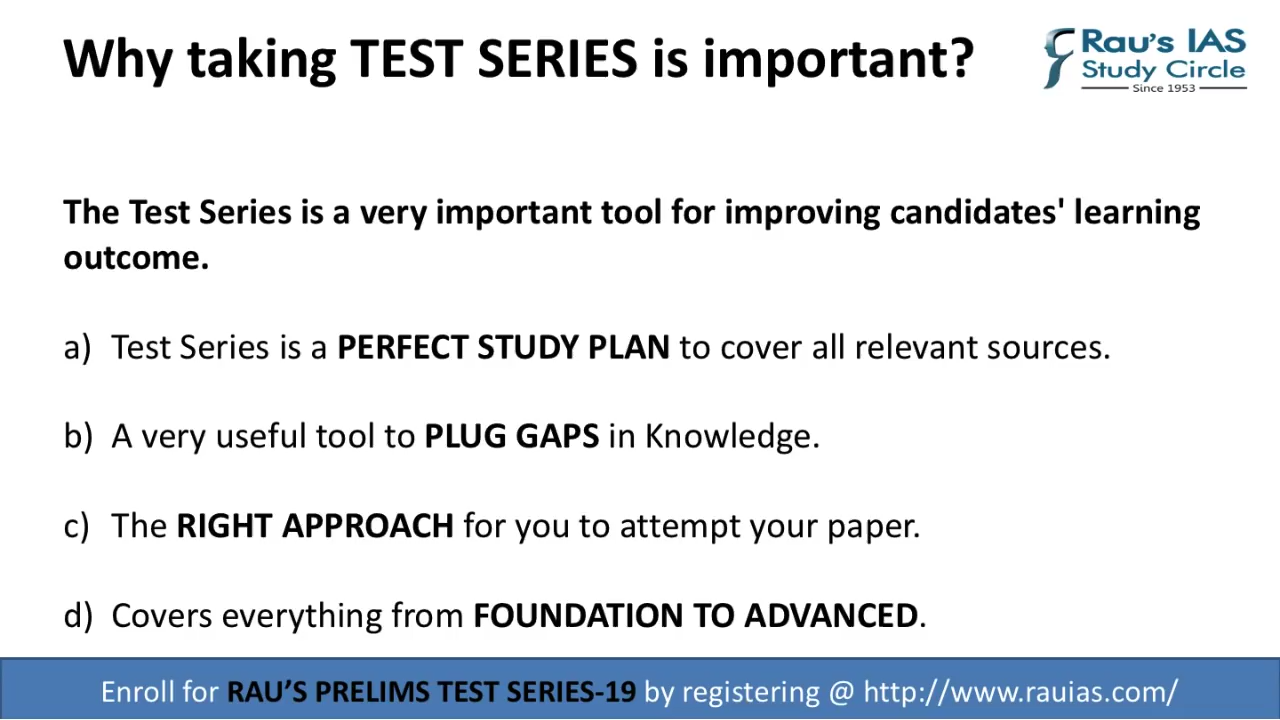 Why taking TEST SERIES is important?
Rau's IAS
Study Circle
Since 1953
The Test Series is a very important tool for improving candidates' learning
outcome.
a) Test Series is a PERFECT STUDY PLAN to cover all relevant sources.
b) A very useful tool to PLUG GAPS in Knowledge.
c) The RIGHT APPROACH for you to attempt your paper.
d) Covers everything from FOUNDATION TO ADVANCED.
Enroll for RAU’S PRELIMS TEST SERIES-19 by registering @ http://www.rauias.com/